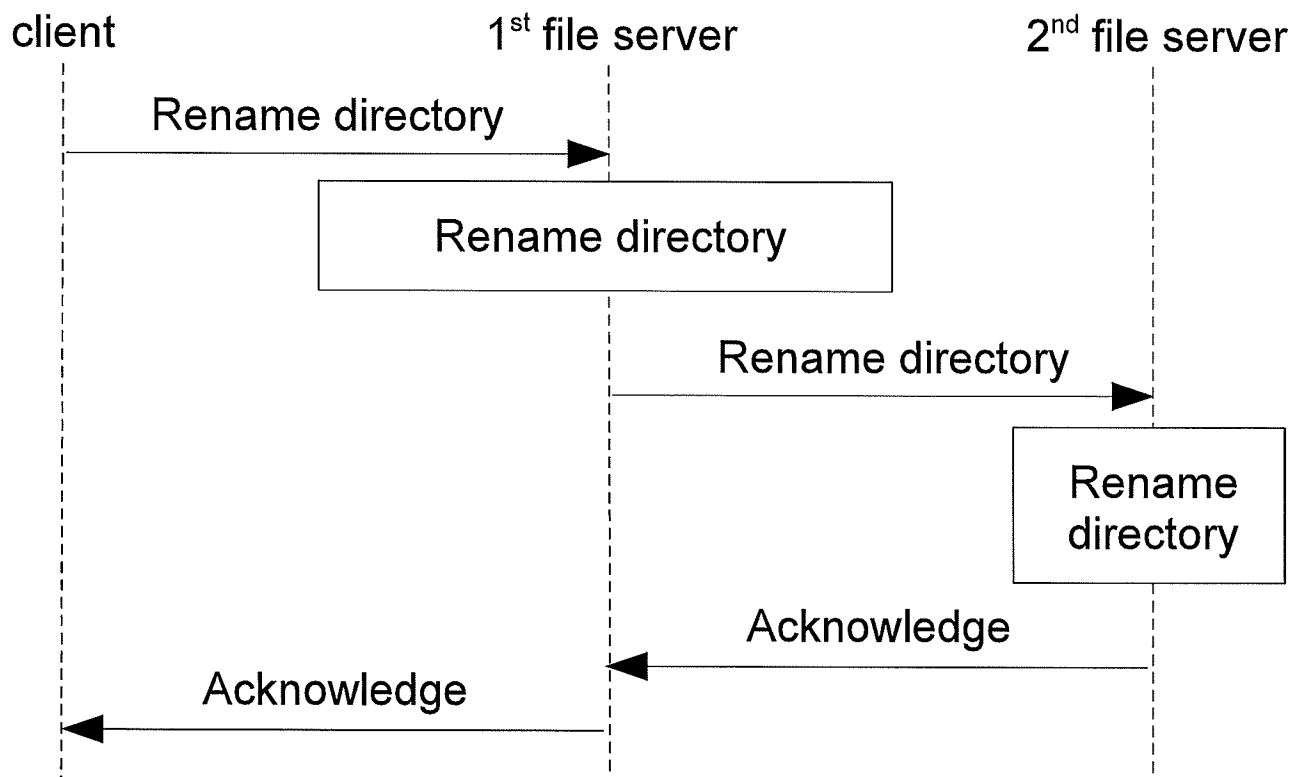 client
1st file server
2nd file server
Rename directory
Rename directory
Rename directory
Rename
directory
Acknowledge
Acknowledge